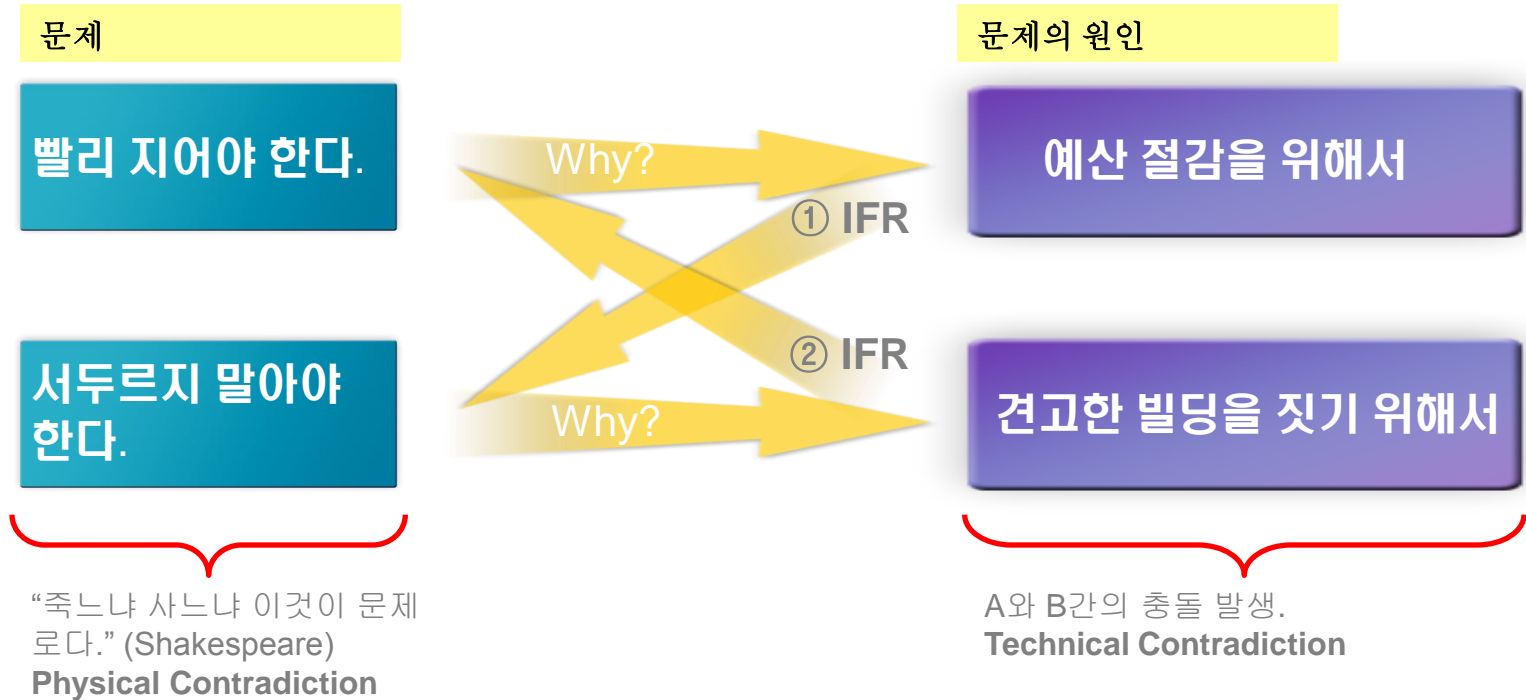 문제
문제의 원인
빨리 지어야 한다.
Why?
예산 절감을 위해서
① IFR
② IFR
서두르지 말아야
한다.
Why?
견고한 빌딩을 짓기 위해서
“죽느냐 사느냐 이것이 문제
로다.” (Shakespeare)
Physical Contradiction
A와 B간의 충돌 발생.
Technical Contradiction